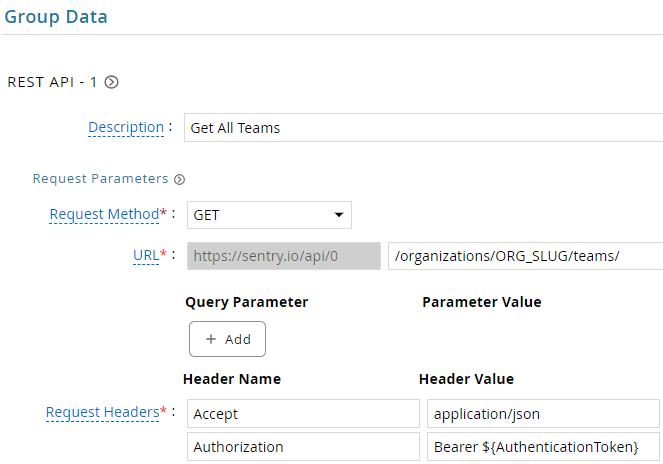 Group Data
REST API - 1
Description :
Get All Teams
Request Parameters
Request Method* :
GET
URL* :
https://sentry.io/api/0
/organizations/ORG_SLUG/teams/
Query Parameter
Parameter Value
+ Add
Header Name
Header Value
Request Headers* :
Accept
application/json
Authorization
Bearer ${AuthenticationToken}